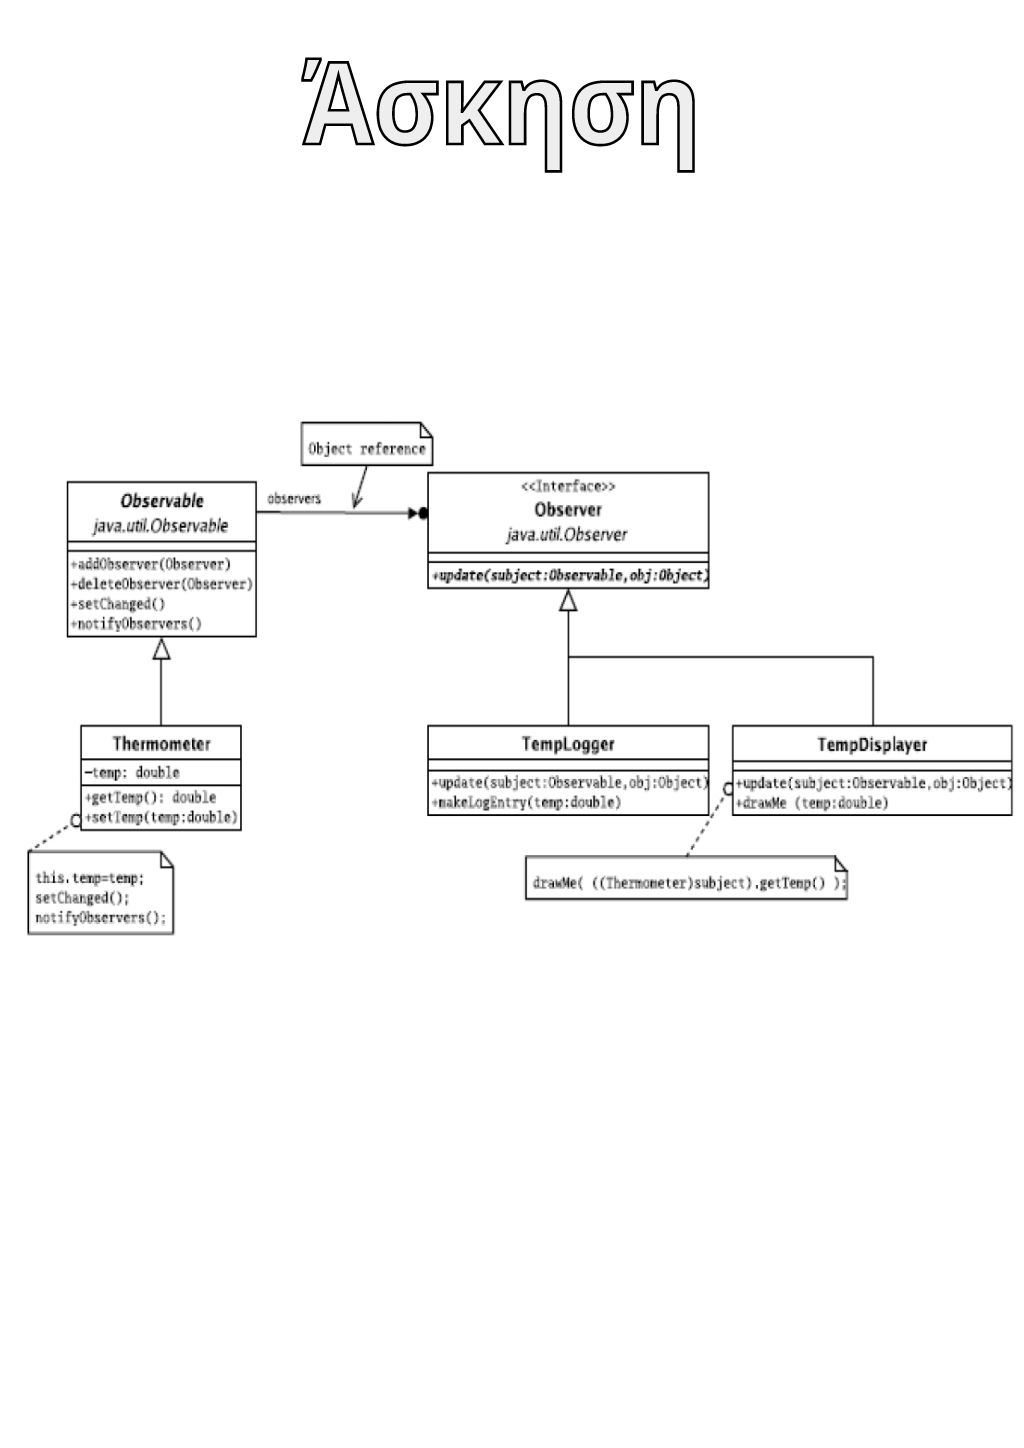 Άσκηση
Object reference
Observable
java.util.Observable
+addObserver(Observer)
+deleteObserver(Observer)
+setChanged()
+notifyObservers()
observers
<<Interface>>
Observer
java.util.Observer
+update(subject:Observable,obj:Object)
Thermometer
-temp: double
+getTemp(): double
+setTemp(temp:double)
TempLogger
+update(subject:Observable,obj:Object)
+makeLogEntry(temp:double)
TempDisplayer
+update(subject:Observable,obj:Object)
+drawMe (temp:double)
this.temp=temp;
setChanged();
notifyObservers();
drawMe( ((Thermometer)subject).getTemp() );